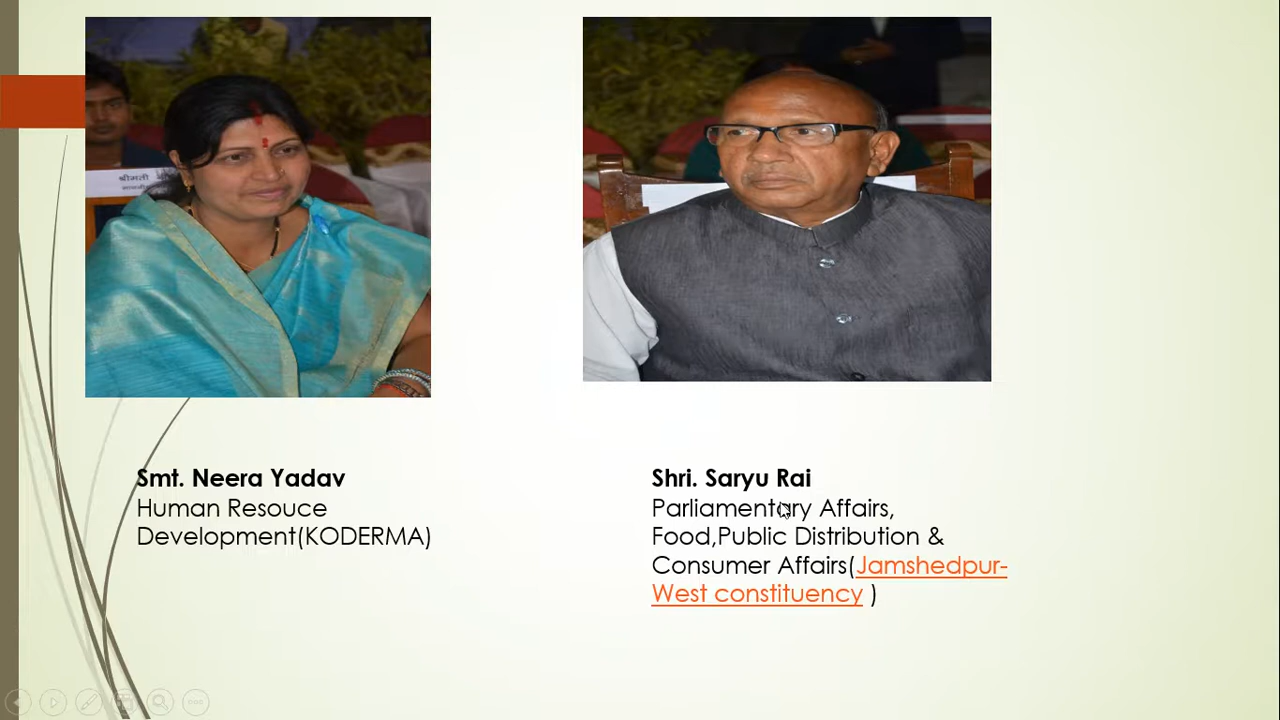 श्रीमती
Smt. Neera Yadav
Human Resouce
Development(KODERMA)
Shri. Saryu Rai
Parliamentary Affairs,
Food,Public Distribution &
Consumer Affairs(Jamshedpur-
West constituency )